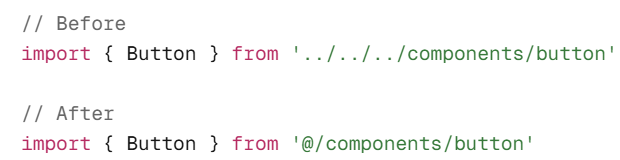 // Before
import { Button } from '../../../components/button'
// After
import { Button } from '@/components/button'